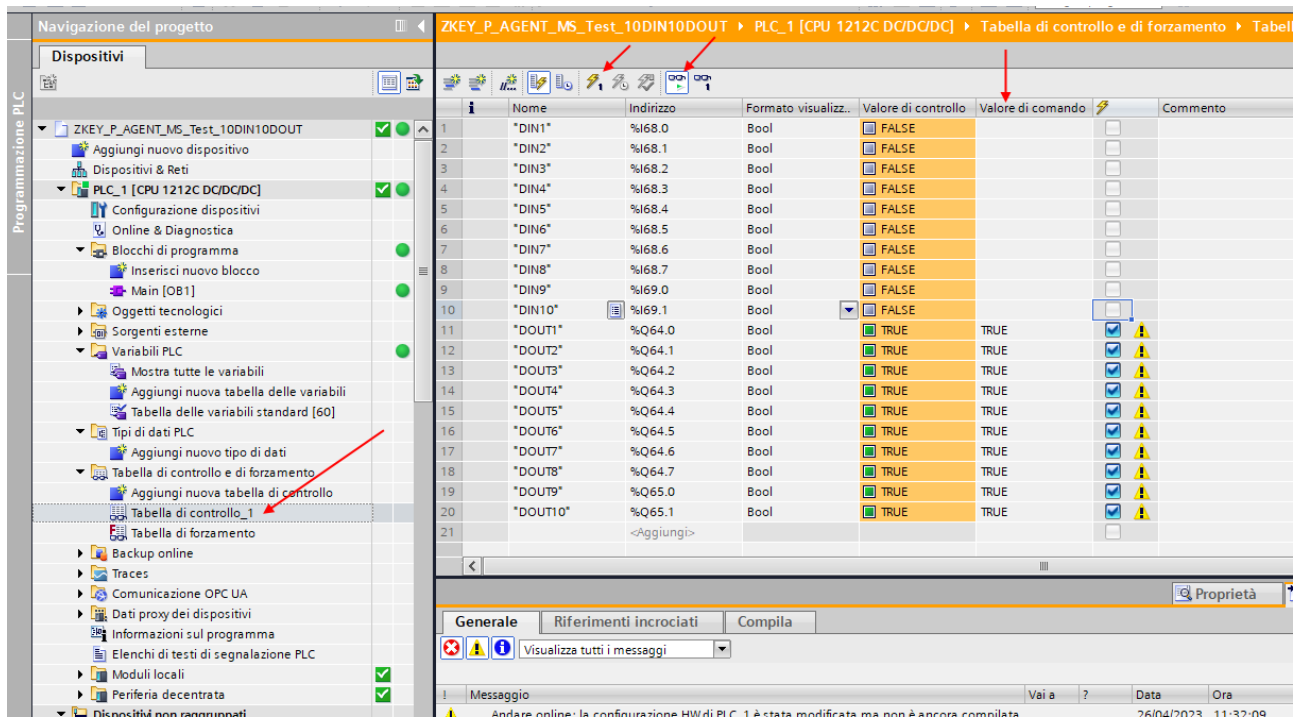 Navigazione del progetto
ZKEY_P_AGENT_MS_Test_10DIN10DOUT ▸ PLC_1 [CPU 1212C DC/DC/DC] ▸ Tabella di controllo e di forzamento ▸ Tabell
Dispositivi
Programmazione PLC
ZKEY_P_AGENT_MS_Test_10DIN10DOUT
Aggiungi nuovo dispositivo
Dispositivi & Reti
PLC_1 [CPU 1212C DC/DC/DC]
Configurazione dispositivi
Online & Diagnostica
Blocchi di programma
Inserisci nuovo blocco
Main [OB1]
Oggetti tecnologici
Sorgenti esterne
Variabili PLC
Mostra tutte le variabili
Aggiungi nuova tabella delle variabili
Tabella delle variabili standard [60]
Tipi di dati PLC
Aggiungi nuovo tipo di dati
Tabella di controllo e di forzamento
Aggiungi nuova tabella di controllo
Tabella di controllo_1
Tabella di forzamento
Backup online
Traces
Comunicazione OPC UA
Dati proxy dei dispositivi
Informazioni sul programma
Elenchi di testi di segnalazione PLC
Moduli locali
Periferia decentrata
Dispositivi non raggruppati
i Nome Indirizzo Formato visualizz.. Valore di controllo Valore di comando Commento
1 "DIN1" %I68.0 Bool FALSE
2 "DIN2" %I68.1 Bool FALSE
3 "DIN3" %I68.2 Bool FALSE
4 "DIN4" %I68.3 Bool FALSE
5 "DIN5" %I68.4 Bool FALSE
6 "DIN6" %I68.5 Bool FALSE
7 "DIN7" %I68.6 Bool FALSE
8 "DIN8" %I68.7 Bool FALSE
9 "DIN9" %I69.0 Bool FALSE
10 "DIN10" %I69.1 Bool FALSE
11 "DOUT1" %Q64.0 Bool TRUE TRUE
12 "DOUT2" %Q64.1 Bool TRUE TRUE
13 "DOUT3" %Q64.2 Bool TRUE TRUE
14 "DOUT4" %Q64.3 Bool TRUE TRUE
15 "DOUT5" %Q64.4 Bool TRUE TRUE
16 "DOUT6" %Q64.5 Bool TRUE TRUE
17 "DOUT7" %Q64.6 Bool TRUE TRUE
18 "DOUT8" %Q64.7 Bool TRUE TRUE
19 "DOUT9" %Q65.0 Bool TRUE TRUE
20 "DOUT10" %Q65.1 Bool TRUE TRUE
21 <Aggiungi>
Proprietà
Generale Riferimenti incrociati Compila
Visualizza tutti i messaggi
! Messaggio Vai a ? Data Ora
Andare online: la configurazione HW di PLC_1 è stata modificata ma non è ancora compilata. 26/04/2023 11:32:09